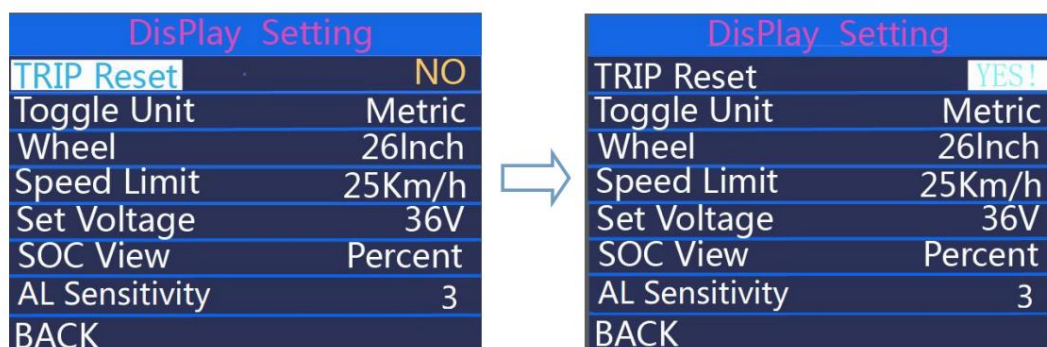 DisPlay Setting
TRIP Reset NO
Toggle Unit Metric
Wheel 26Inch
Speed Limit 25Km/h
Set Voltage 36V
SOC View Percent
AL Sensitivity 3
BACK
DisPlay Setting
TRIP Reset YES!
Toggle Unit Metric
Wheel 26Inch
Speed Limit 25Km/h
Set Voltage 36V
SOC View Percent
AL Sensitivity 3
BACK